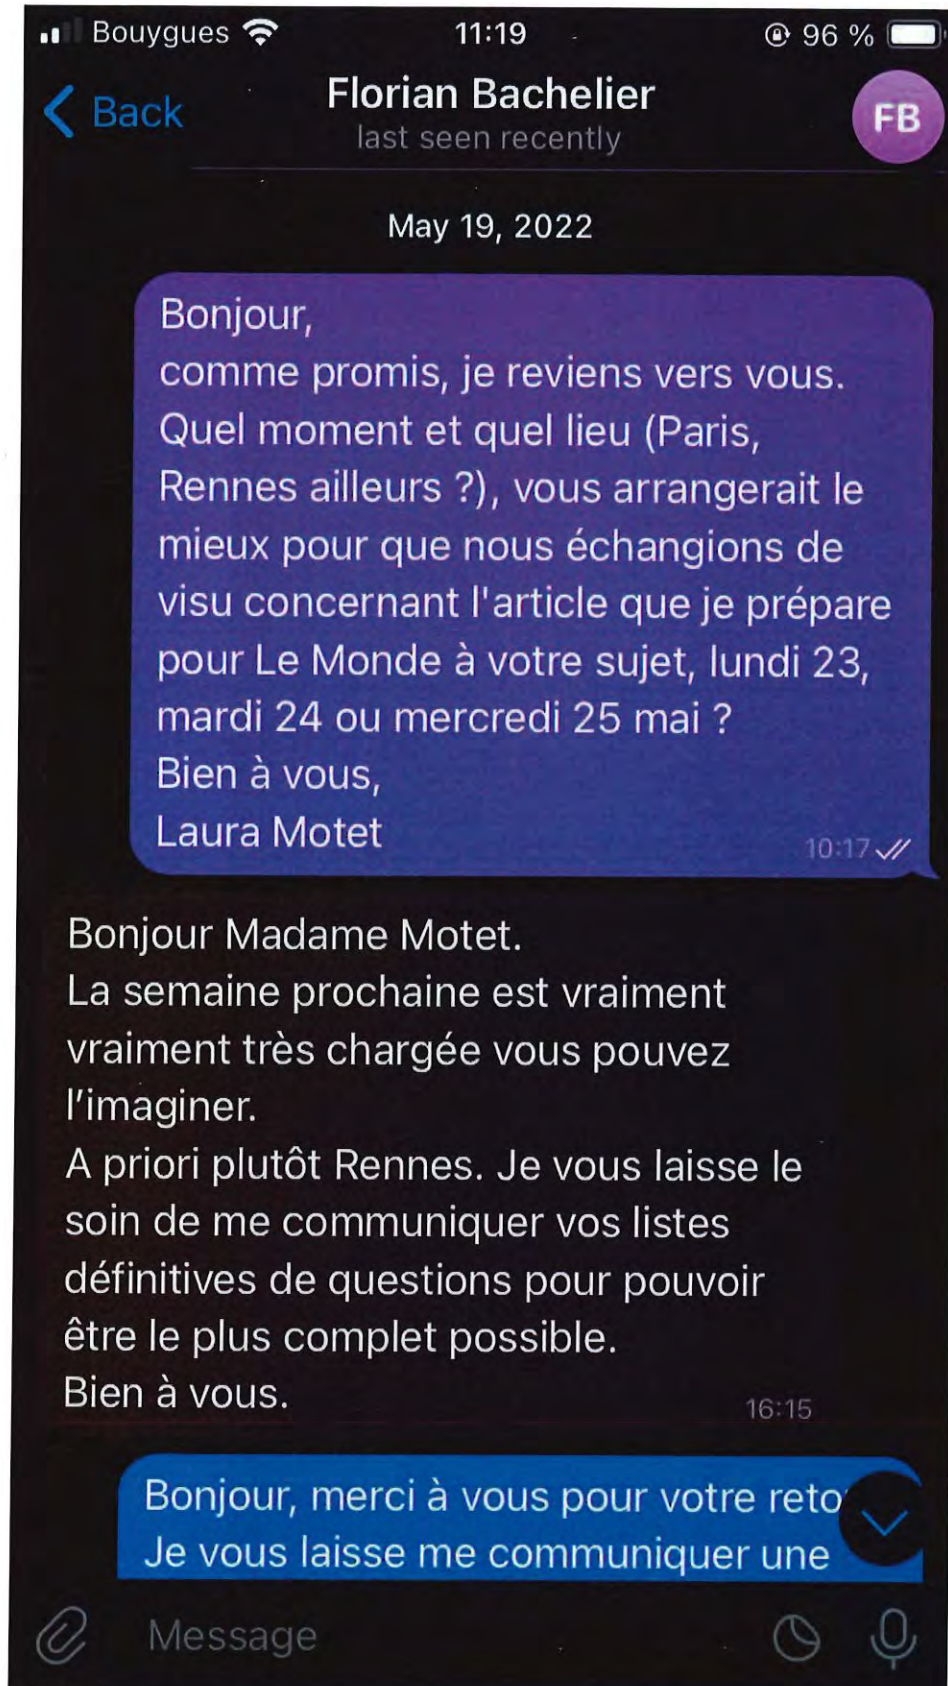 Bouygues 11:19 96 %
Back Florian Bachelier FB
last seen recently
May 19, 2022
Bonjour,
comme promis, je reviens vers vous.
Quel moment et quel lieu (Paris,
Rennes ailleurs ?), vous arrangerait le
mieux pour que nous échangions de
visu concernant l'article que je prépare
pour Le Monde à votre sujet, lundi 23,
mardi 24 ou mercredi 25 mai ?
Bien à vous,
Laura Motet
10:17
Bonjour Madame Motet.
La semaine prochaine est vraiment
vraiment très chargée vous pouvez
l'imaginer.
A priori plutôt Rennes. Je vous laisse le
soin de me communiquer vos listes
définitives de questions pour pouvoir
être le plus complet possible.
Bien à vous.
16:15
Bonjour, merci à vous pour votre
Je vous laisse me communiquer une
Message